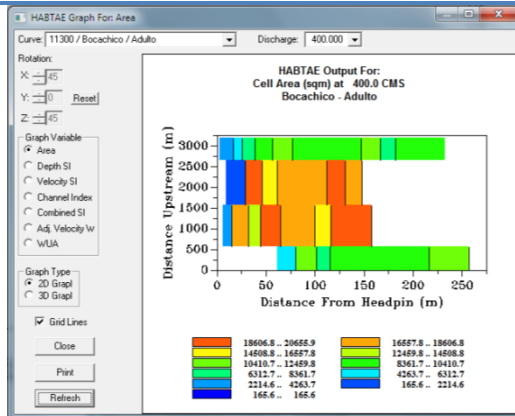 HABTAE Graph For: Area
Curve: 11300 / Bocachico / Adulto Discharge: 400.000
Rotation:
X: 45
Y: 0 Reset
Z: 45
Graph Variable
Area
Depth SI
Velocity SI
Channel Index
Combined SI
Adj. Velocity W
WUA
Graph Type
2D Grapl
3D Grapl
Grid Lines
Close
Print
Refresh
HABTAE Output For:
Cell Area (sqm) at 400.0 CMS
Bocachico - Adulto
Distance Upstream (m)
3000
2500
2000
1500
1000
500
0
0 50 100 150 200 250
Distance From Headpin (m)
18606.8 .. 20655.9 16557.8 .. 18606.8
14508.8 .. 16557.8 12459.8 .. 14508.8
10410.7 .. 12459.8 8361.7 .. 10410.7
6312.7 .. 8361.7 4263.7 .. 6312.7
2214.6 .. 4263.7 165.6 .. 2214.6
165.6 .. 165.6